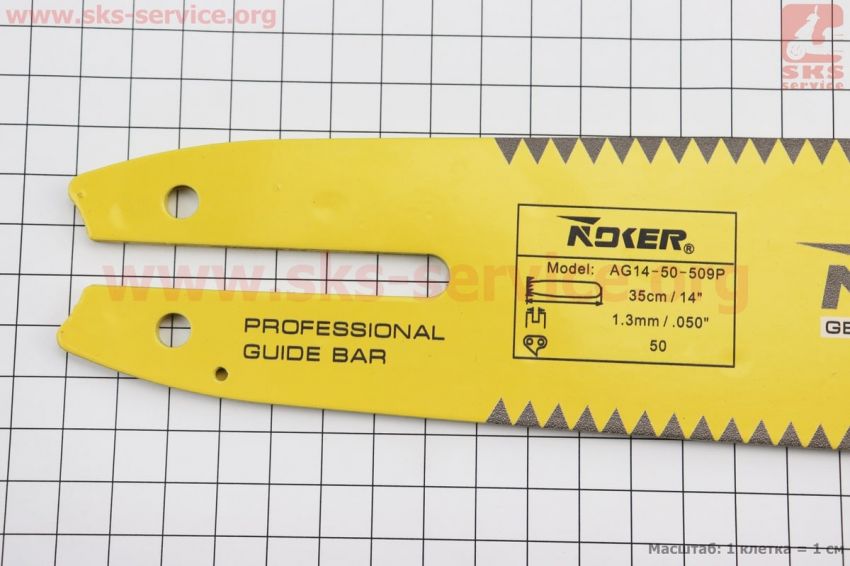 www.sks-service.org
SKS
service
NOKER®
Model: AG14-50-509P
35cm / 14"
1.3mm / .050"
50
www.sks-service.org
PROFESSIONAL
GUIDE BAR
N
GE
Масштаб: 1 клетка = 1 см